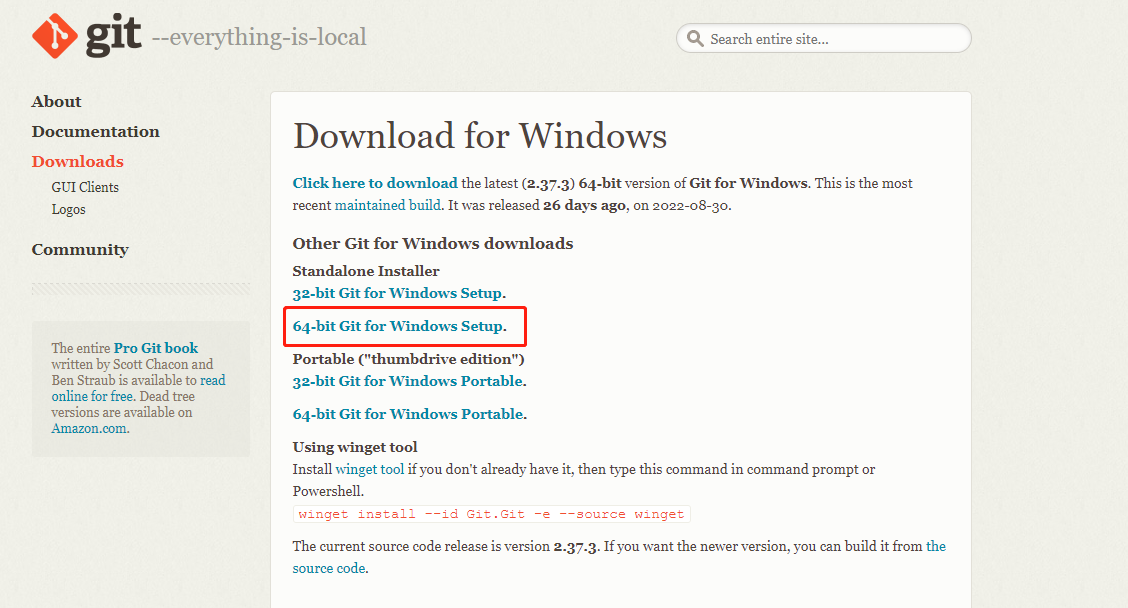 git --everything-is-local
Search entire site...
About
Documentation
Downloads
GUI Clients
Logos
Community
The entire Pro Git book
written by Scott Chacon and
Ben Straub is available to read
online for free. Dead tree
versions are available on
Amazon.com.
Download for Windows
Click here to download the latest (2.37.3) 64-bit version of Git for Windows. This is the most
recent maintained build. It was released 26 days ago, on 2022-08-30.
Other Git for Windows downloads
Standalone Installer
32-bit Git for Windows Setup.
64-bit Git for Windows Setup.
Portable ("thumbdrive edition")
32-bit Git for Windows Portable.
64-bit Git for Windows Portable.
Using winget tool
Install winget tool if you don't already have it, then type this command in command prompt or
Powershell.
winget install --id Git.Git -e --source winget
The current source code release is version 2.37.3. If you want the newer version, you can build it from the
source code.